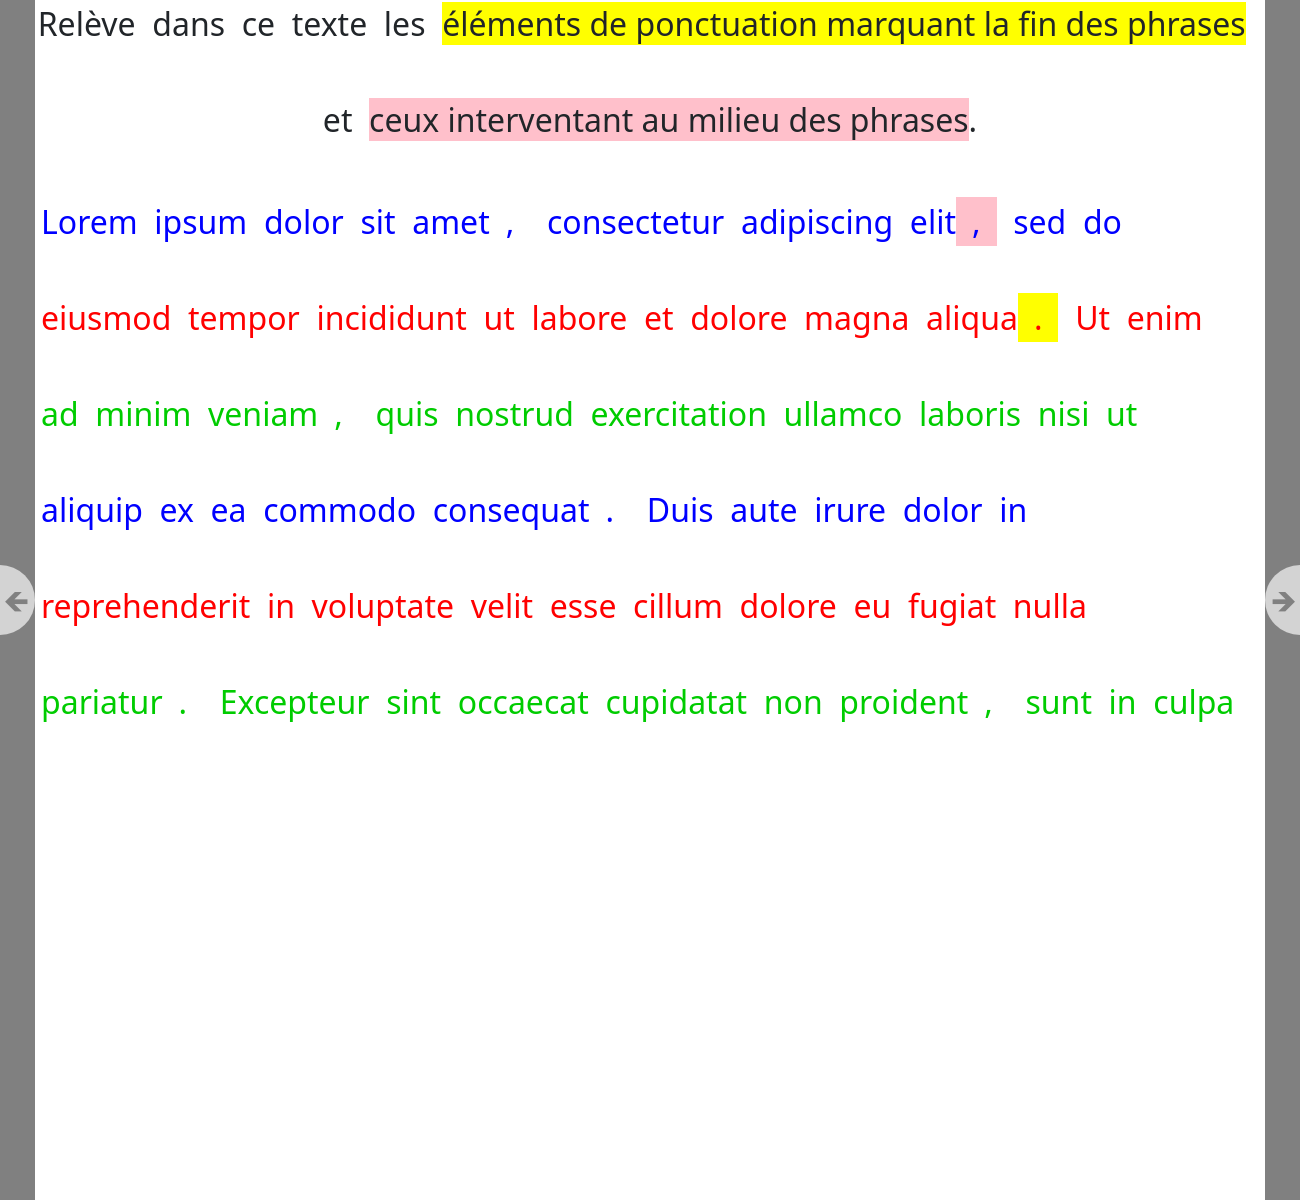 Relève dans ce texte les éléments de ponctuation marquant la fin des phrases
et ceux interventant au milieu des phrases.
Lorem ipsum dolor sit amet , consectetur adipiscing elit , sed do
eiusmod tempor incididunt ut labore et dolore magna aliqua . Ut enim
ad minim veniam , quis nostrud exercitation ullamco laboris nisi ut
aliquip ex ea commodo consequat . Duis aute irure dolor in
reprehenderit in voluptate velit esse cillum dolore eu fugiat nulla
pariatur . Excepteur sint occaecat cupidatat non proident , sunt in culpa